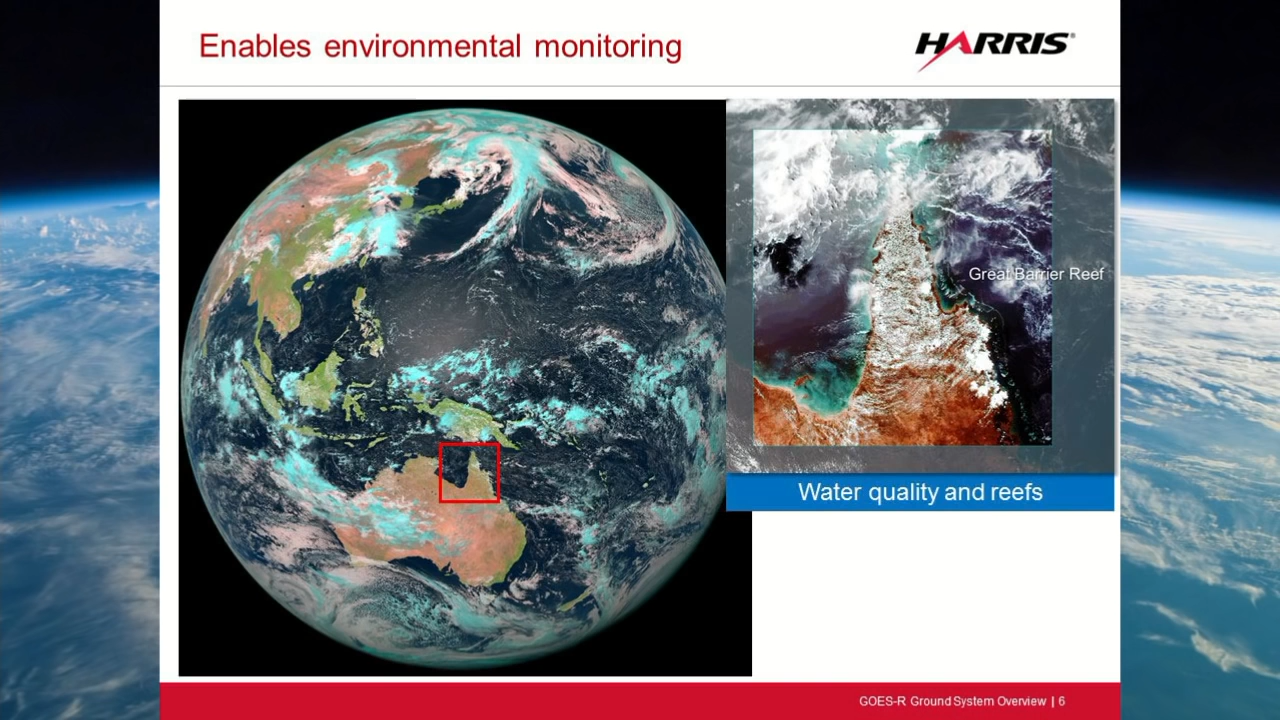 Enables environmental monitoring
HARRIS®
Great Barrier Reef
Water quality and reefs
GOES-R Ground System Overview | 6